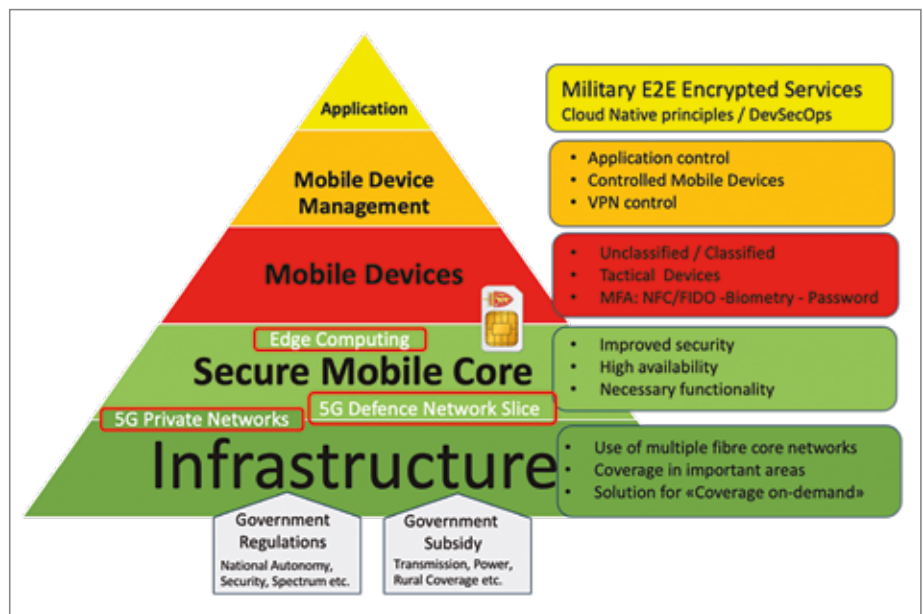 Application
Mobile Device
Management
Mobile Devices
Edge Computing
Secure Mobile Core
5G Private Networks
5G Defence Network Slice
Infrastructure
Government
Regulations
National Autonomy,
Security, Spectrum etc.
Government
Subsidy
Transmission, Power,
Rural Coverage etc.
Military E2E Encrypted Services
Cloud Native principles / DevSecOps
• Application control
• Controlled Mobile Devices
• VPN control
• Unclassified / Classified
• Tactical Devices
• MFA: NFC/FIDO -Biometry - Password
• Improved security
• High availability
• Necessary functionality
• Use of multiple fibre core networks
• Coverage in important areas
• Solution for «Coverage on-demand»